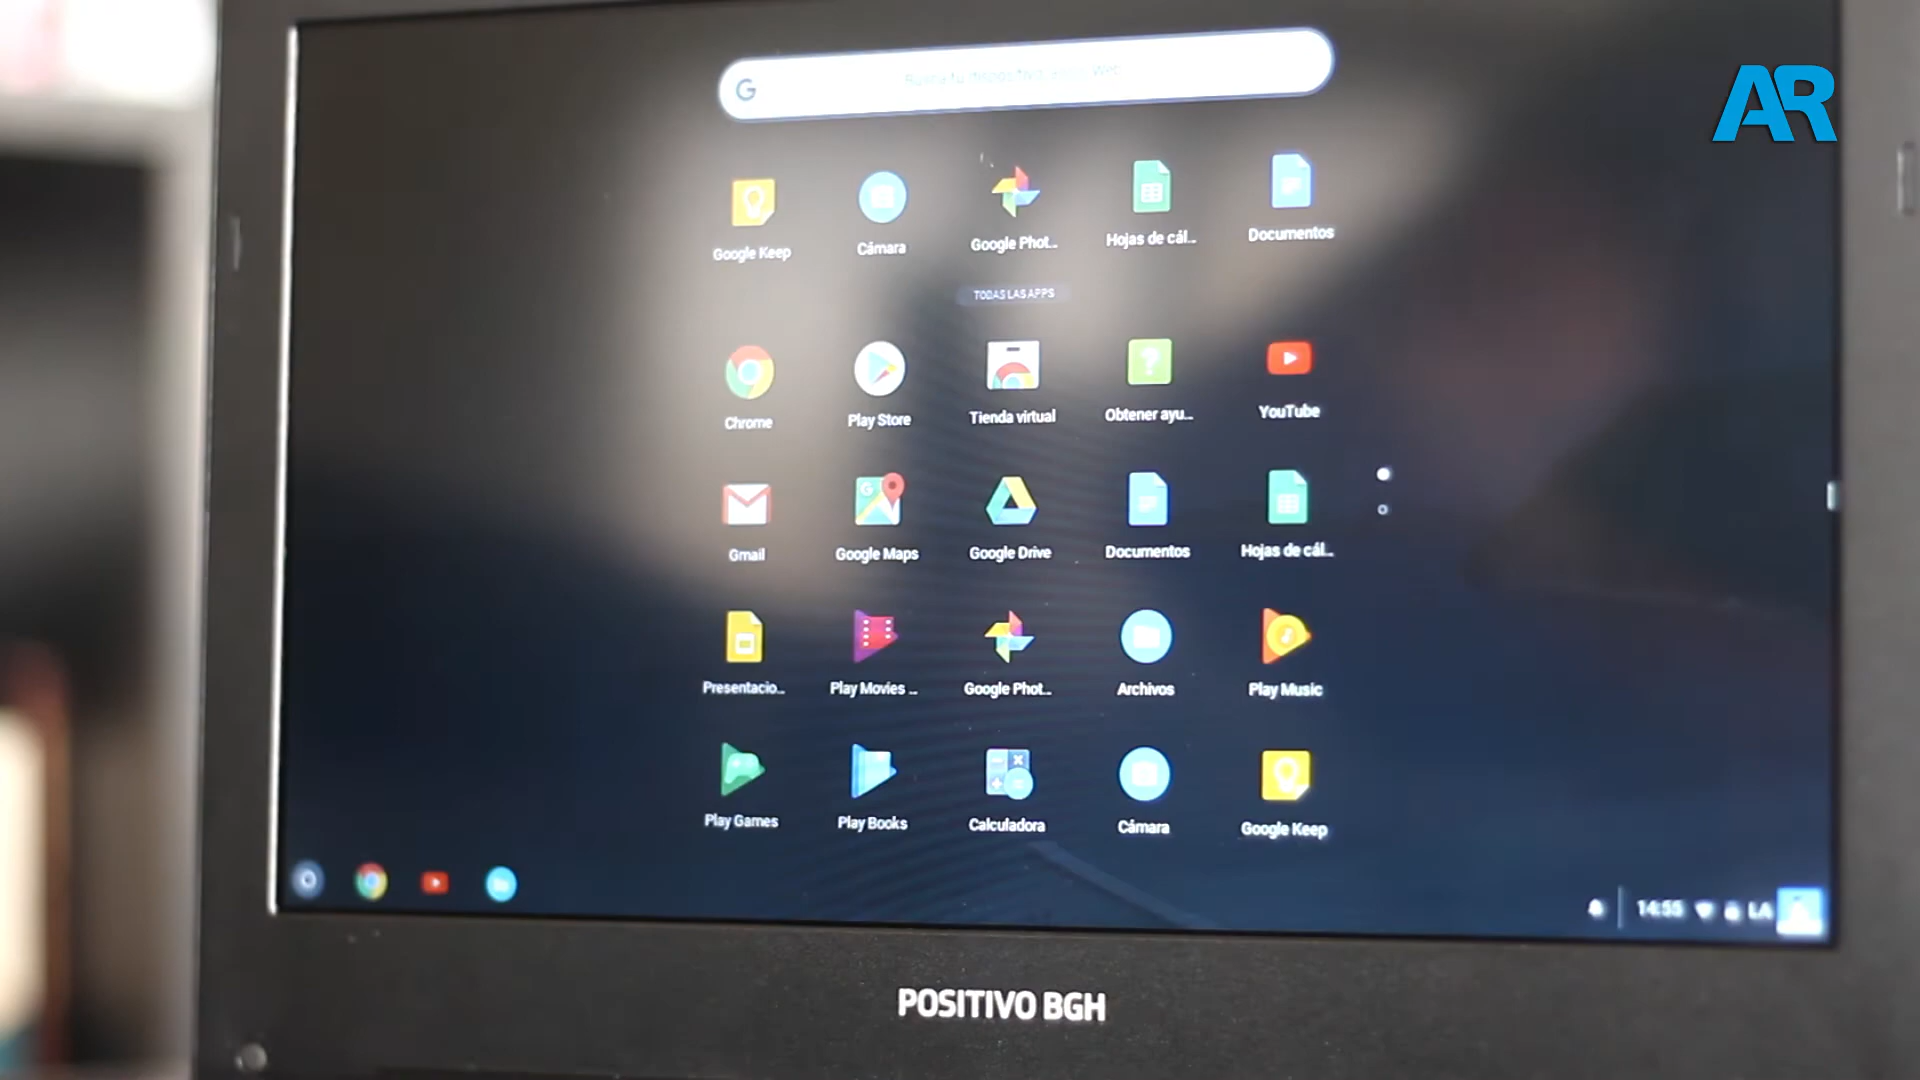 AR
Google Keep
Cámara
Google Phot...
Hojas de cál...
Documentos
TODAS LAS APPS
Chrome
Play Store
Tienda virtual
Obtener ayu...
YouTube
Gmail
Google Maps
Google Drive
Documentos
Hojas de cál...
Presentacio...
Play Movies ...
Google Phot...
Archivos
Play Music
Play Games
Play Books
Calculadora
Cámara
Google Keep
14:55
LA
POSITIVO BGH